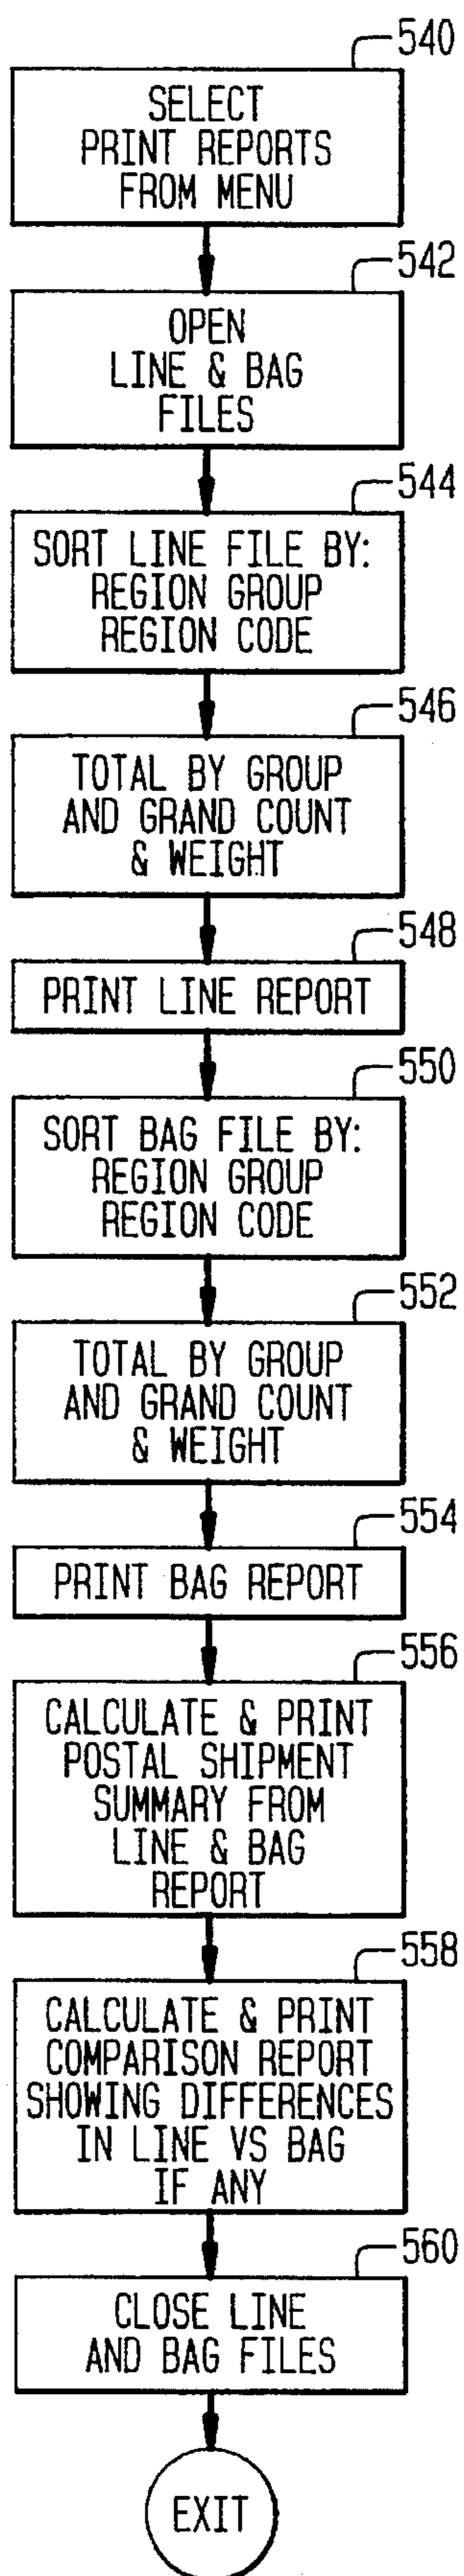 540
SELECT
PRINT REPORTS
FROM MENU
542
OPEN
LINE & BAG
FILES
544
SORT LINE FILE BY:
REGION GROUP
REGION CODE
546
TOTAL BY GROUP
AND GRAND COUNT
& WEIGHT
548
PRINT LINE REPORT
550
SORT BAG FILE BY:
REGION GROUP
REGION CODE
552
TOTAL BY GROUP
AND GRAND COUNT
& WEIGHT
554
PRINT BAG REPORT
556
CALCULATE & PRINT
POSTAL SHIPMENT
SUMMARY FROM
LINE & BAG
REPORT
558
CALCULATE & PRINT
COMPARISON REPORT
SHOWING DIFFERENCES
IN LINE VS BAG
IF ANY
560
CLOSE LINE
AND BAG FILES
EXIT